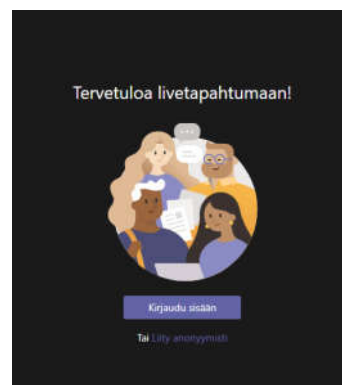 Tervetuloa livetapahtumaan!
Kirjaudu sisään
Tai Liity anonyymisti